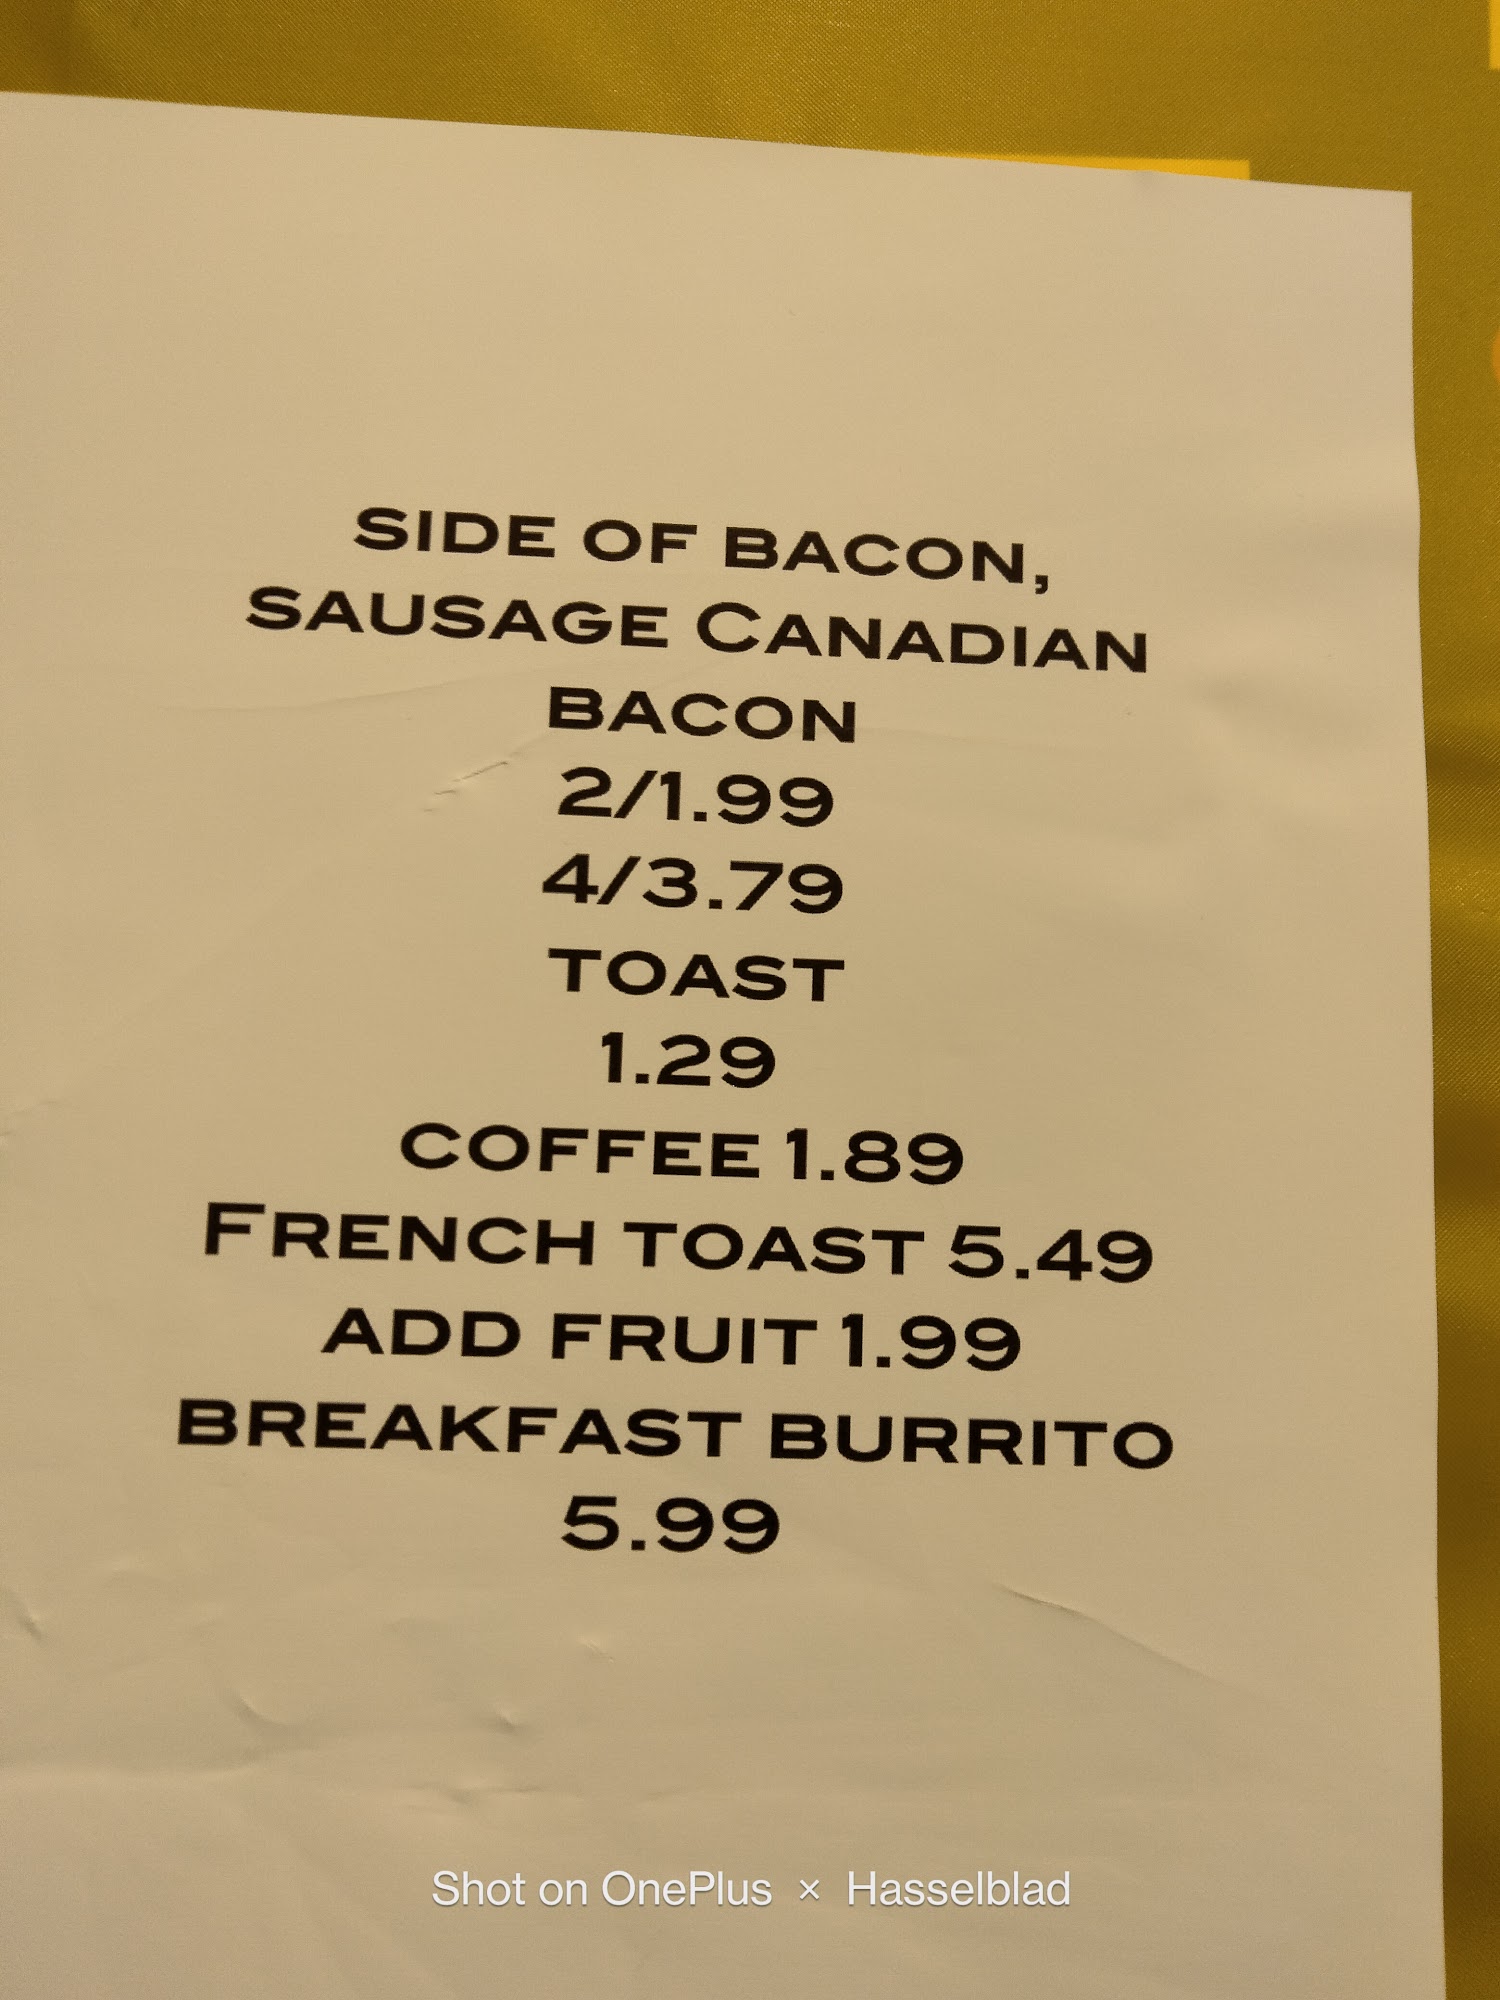 SIDE OF BACON,
SAUSAGE CANADIAN
BACON
2/1.99
4/3.79
TOAST
1.29
COFFEE 1.89
FRENCH TOAST 5.49
ADD FRUIT 1.99
BREAKFAST BURRITO
5.99
Shot on OnePlus × Hasselblad